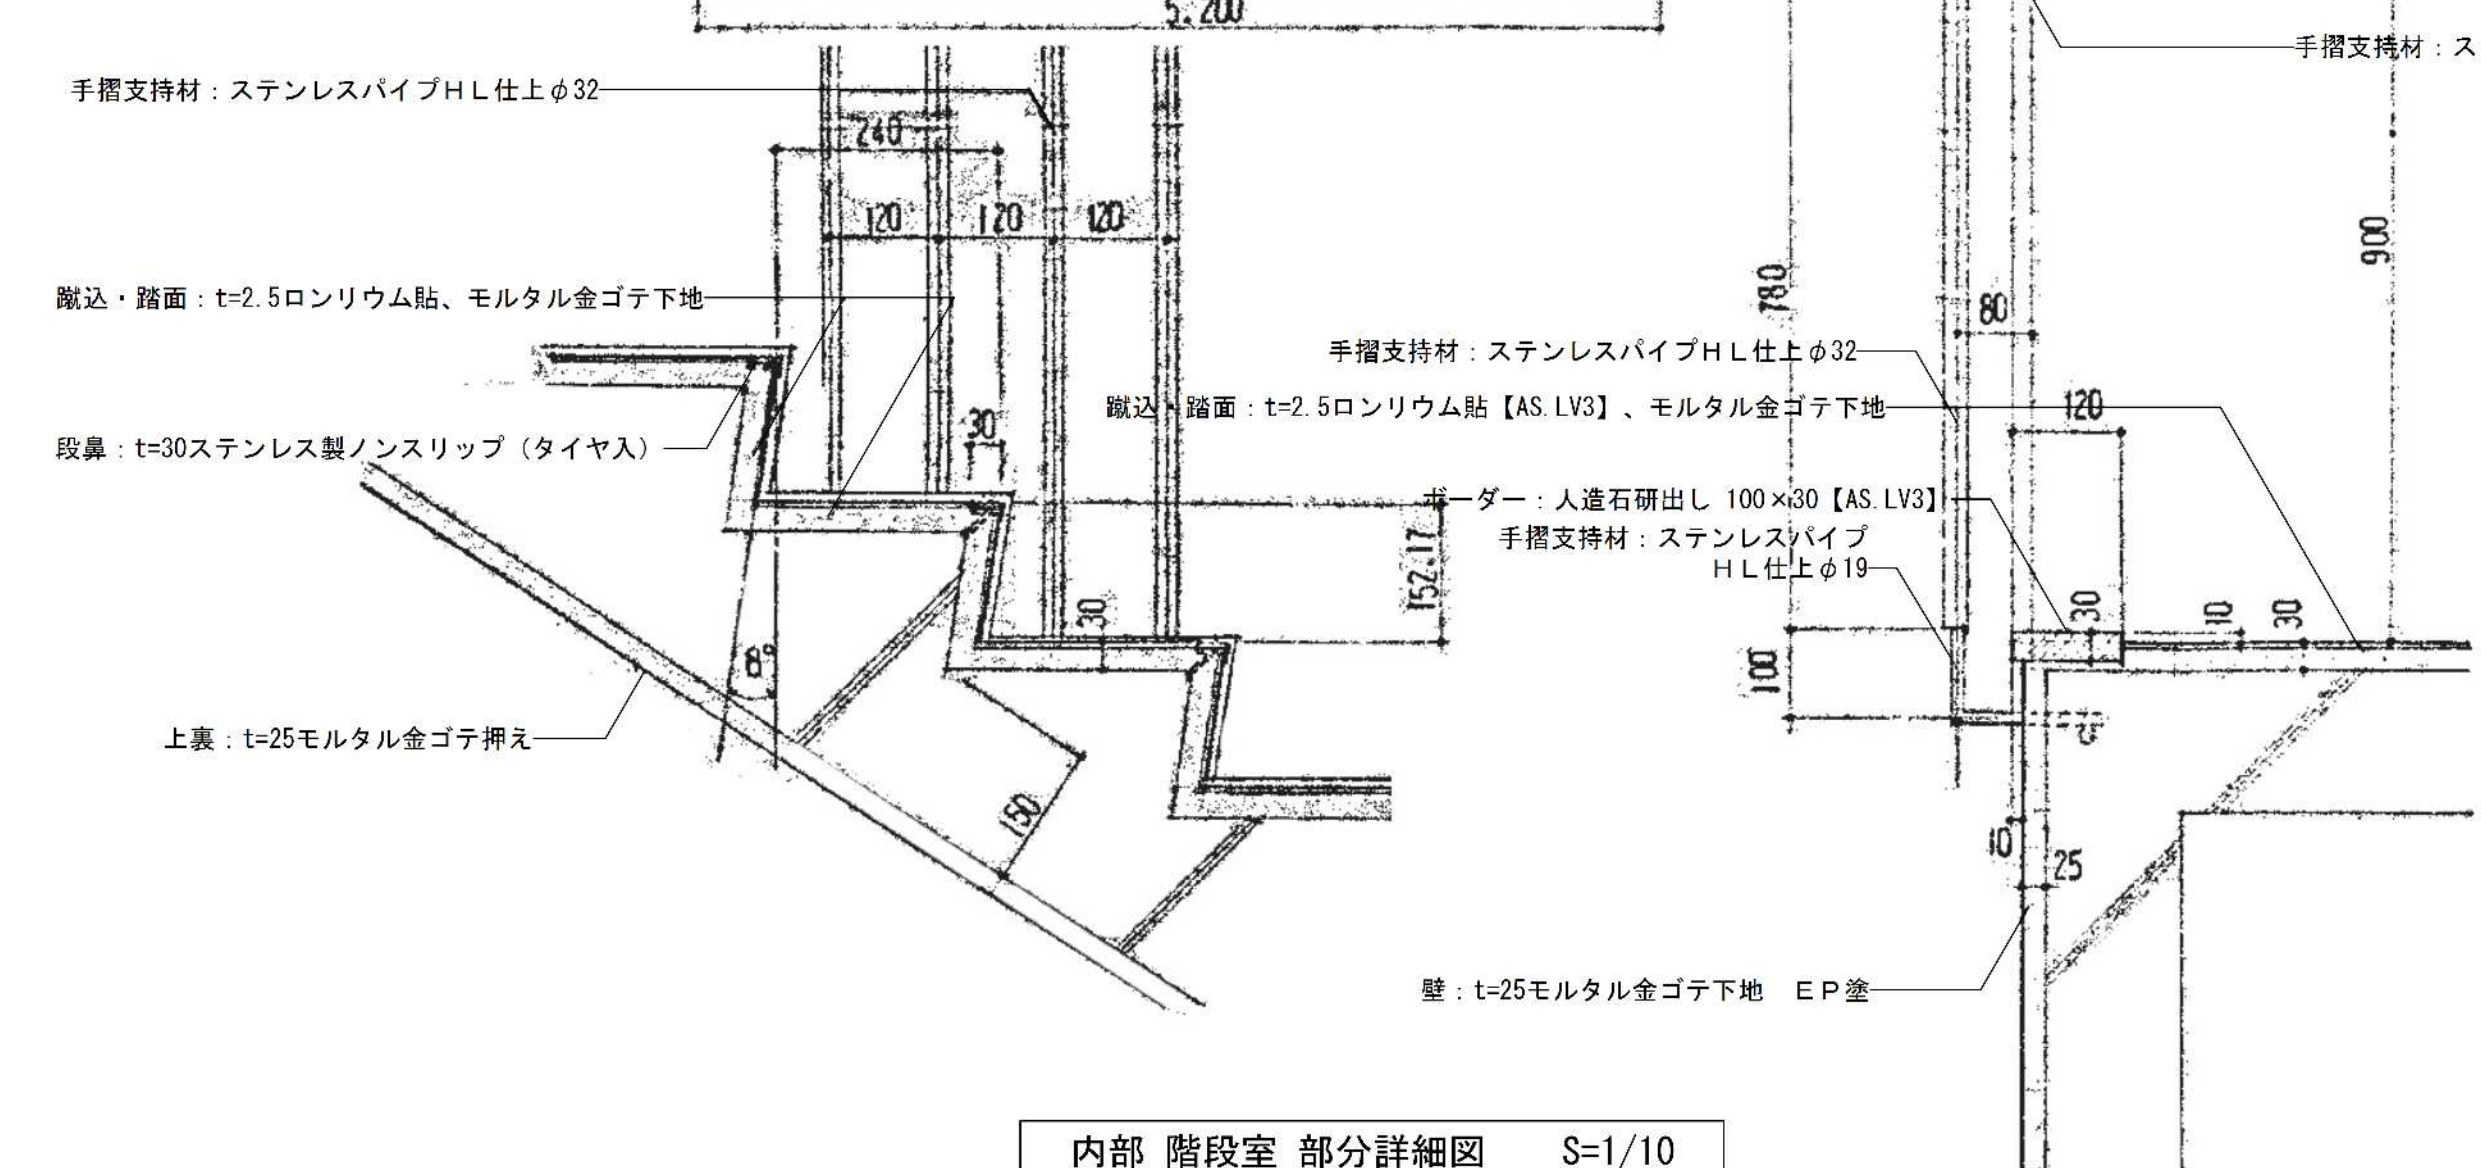 5.200
手摺支持材：ス
手摺支持材：ステンレスパイプＨＬ仕上φ32
240
120
120
120
900
780
80
蹴込・踏面：t=2.5ロンリウム貼、モルタル金ゴテ下地
手摺支持材：ステンレスパイプＨＬ仕上φ32
蹴込・踏面：t=2.5ロンリウム貼【AS.LV3】、モルタル金ゴテ下地
120
30
段鼻：t=30ステンレス製ノンスリップ（タイヤ入）
ボーダー：人造石研出し 100×30【AS.LV3】
手摺支持材：ステンレスパイプ
ＨＬ仕上φ19
152.17
30
30
10
30
100
8°
上裏：t=25モルタル金ゴテ押え
150
10
25
壁：t=25モルタル金ゴテ下地　ＥＰ塗
内部 階段室 部分詳細図　S=1/10